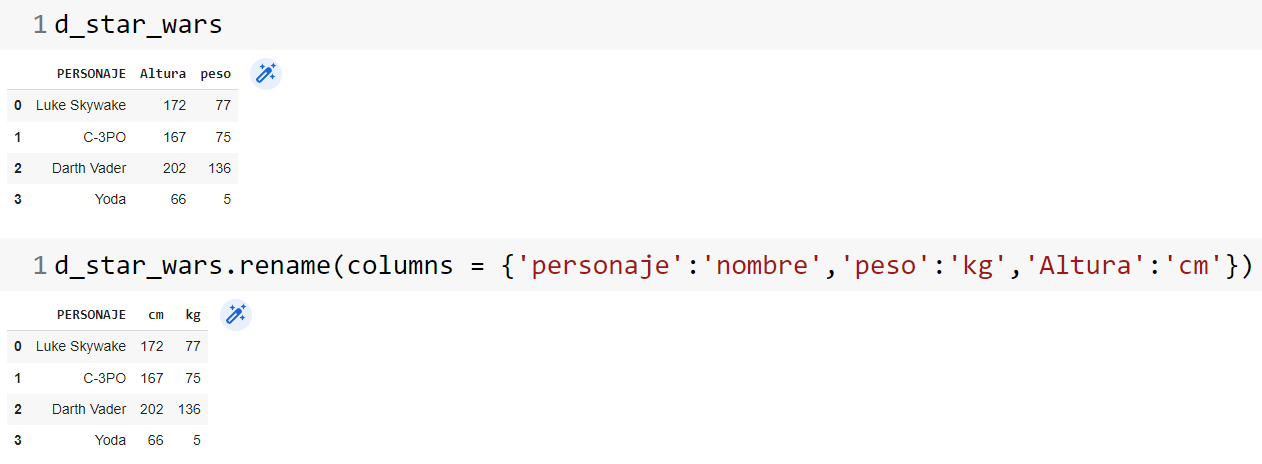 1 d_star_wars
PERSONAJE Altura peso
0 Luke Skywake 172 77
1 C-3PO 167 75
2 Darth Vader 202 136
3 Yoda 66 5
1 d_star_wars.rename(columns = {'personaje':'nombre','peso':'kg','Altura':'cm'})
PERSONAJE cm kg
0 Luke Skywake 172 77
1 C-3PO 167 75
2 Darth Vader 202 136
3 Yoda 66 5